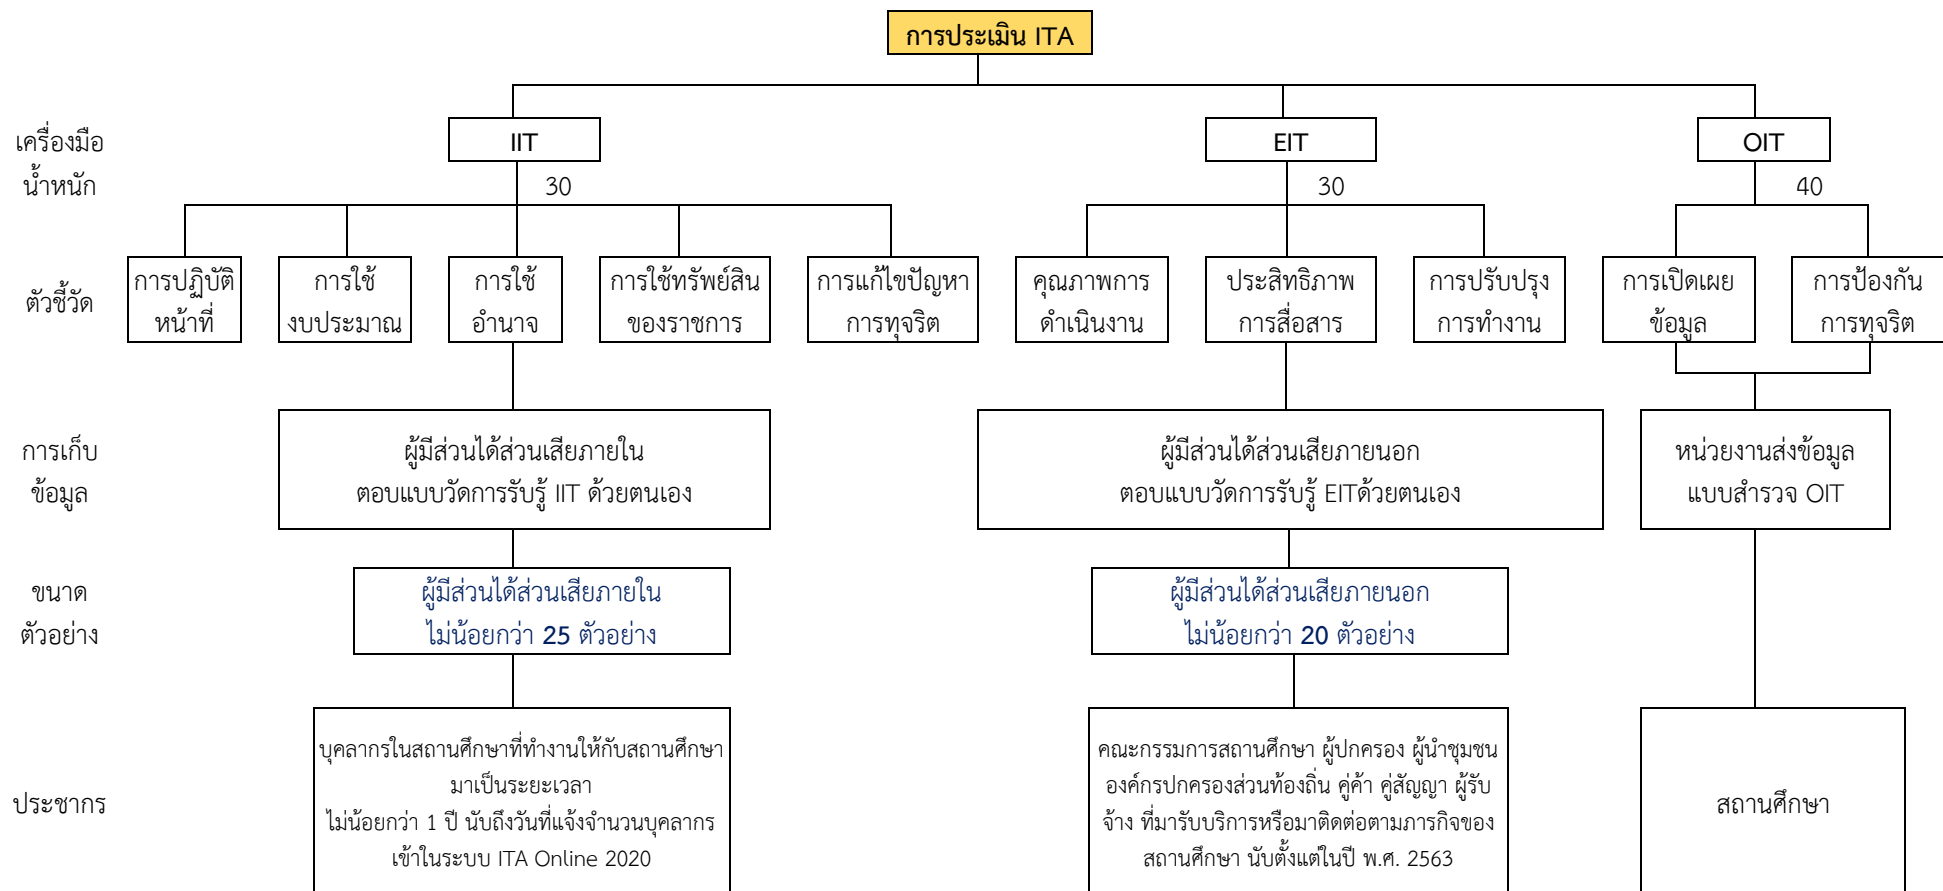 การประเมิน ITA
เครื่องมือ
IIT
EIT
OIT
น้ำหนัก
30
30
40
ตัวชี้วัด
การปฏิบัติ
หน้าที่
การใช้
งบประมาณ
การใช้
อำนาจ
การใช้ทรัพย์สิน
ของราชการ
การแก้ไขปัญหา
การทุจริต
คุณภาพการ
ดำเนินงาน
ประสิทธิภาพ
การสื่อสาร
การปรับปรุง
การทำงาน
การเปิดเผย
ข้อมูล
การป้องกัน
การทุจริต
การเก็บ
ข้อมูล
ผู้มีส่วนได้ส่วนเสียภายใน
ตอบแบบวัดการรับรู้ IIT ด้วยตนเอง
ผู้มีส่วนได้ส่วนเสียภายนอก
ตอบแบบวัดการรับรู้ EITด้วยตนเอง
หน่วยงานส่งข้อมูล
แบบสำรวจ OIT
ขนาด
ตัวอย่าง
ผู้มีส่วนได้ส่วนเสียภายใน
ไม่น้อยกว่า 25 ตัวอย่าง
ผู้มีส่วนได้ส่วนเสียภายนอก
ไม่น้อยกว่า 20 ตัวอย่าง
ประชากร
บุคลากรในสถานศึกษาที่ทำงานให้กับสถานศึกษา
มาเป็นระยะเวลา
ไม่น้อยกว่า 1 ปี นับถึงวันที่แจ้งจำนวนบุคลากร
เข้าในระบบ ITA Online 2020
คณะกรรมการสถานศึกษา ผู้ปกครอง ผู้นำชุมชน
องค์กรปกครองส่วนท้องถิ่น คู่ค้า คู่สัญญา ผู้รับ
จ้าง ที่มารับบริการหรือมาติดต่อตามภารกิจของ
สถานศึกษา นับตั้งแต่ในปี พ.ศ. 2563
สถานศึกษา